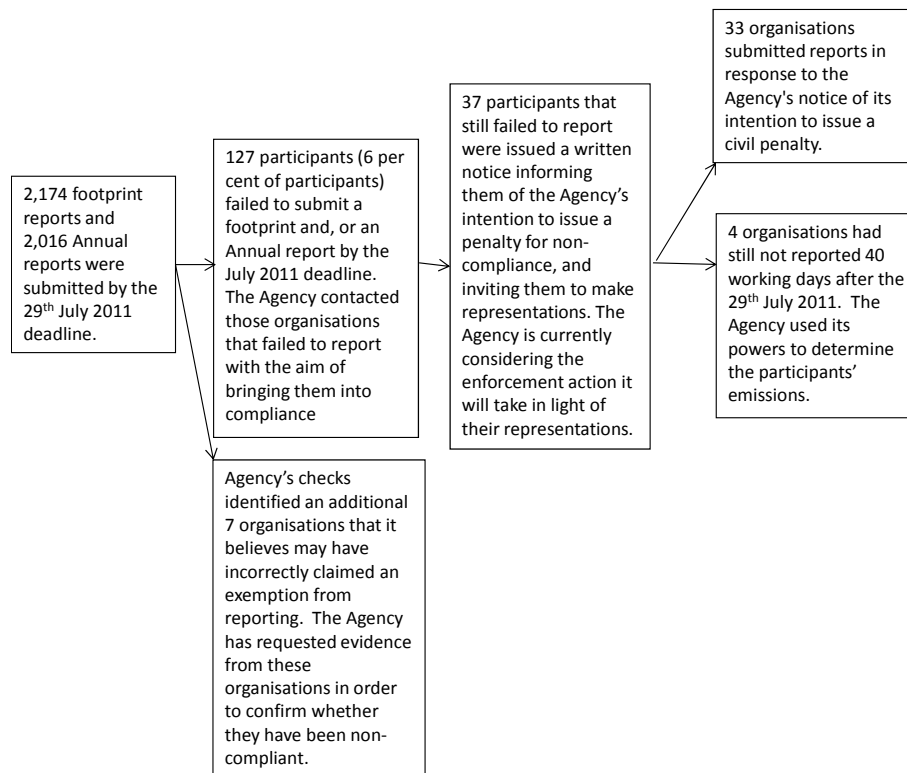 2,174 footprint
reports and
2,016 Annual
reports were
submitted by the
29th July 2011
deadline.
127 participants (6 per
cent of participants)
failed to submit a
footprint and, or an
Annual report by the
July 2011 deadline.
The Agency contacted
those organisations
that failed to report
with the aim of
bringing them into
compliance
Agency's checks
identified an additional
7 organisations that it
believes may have
incorrectly claimed an
exemption from
reporting.  The Agency
has requested evidence
from these
organisations in order
to confirm whether
they have been non-
compliant.
37 participants that
still failed to report
were issued a written
notice informing
them of the Agency’s
intention to issue a
penalty for non-
compliance, and
inviting them to make
representations. The
Agency is currently
considering the
enforcement action it
will take in light of
their representations.
33 organisations
submitted reports in
response to the
Agency's notice of its
intention to issue a
civil penalty.
4 organisations had
still not reported 40
working days after the
29th July 2011.  The
Agency used its
powers to determine
the participants’
emissions.